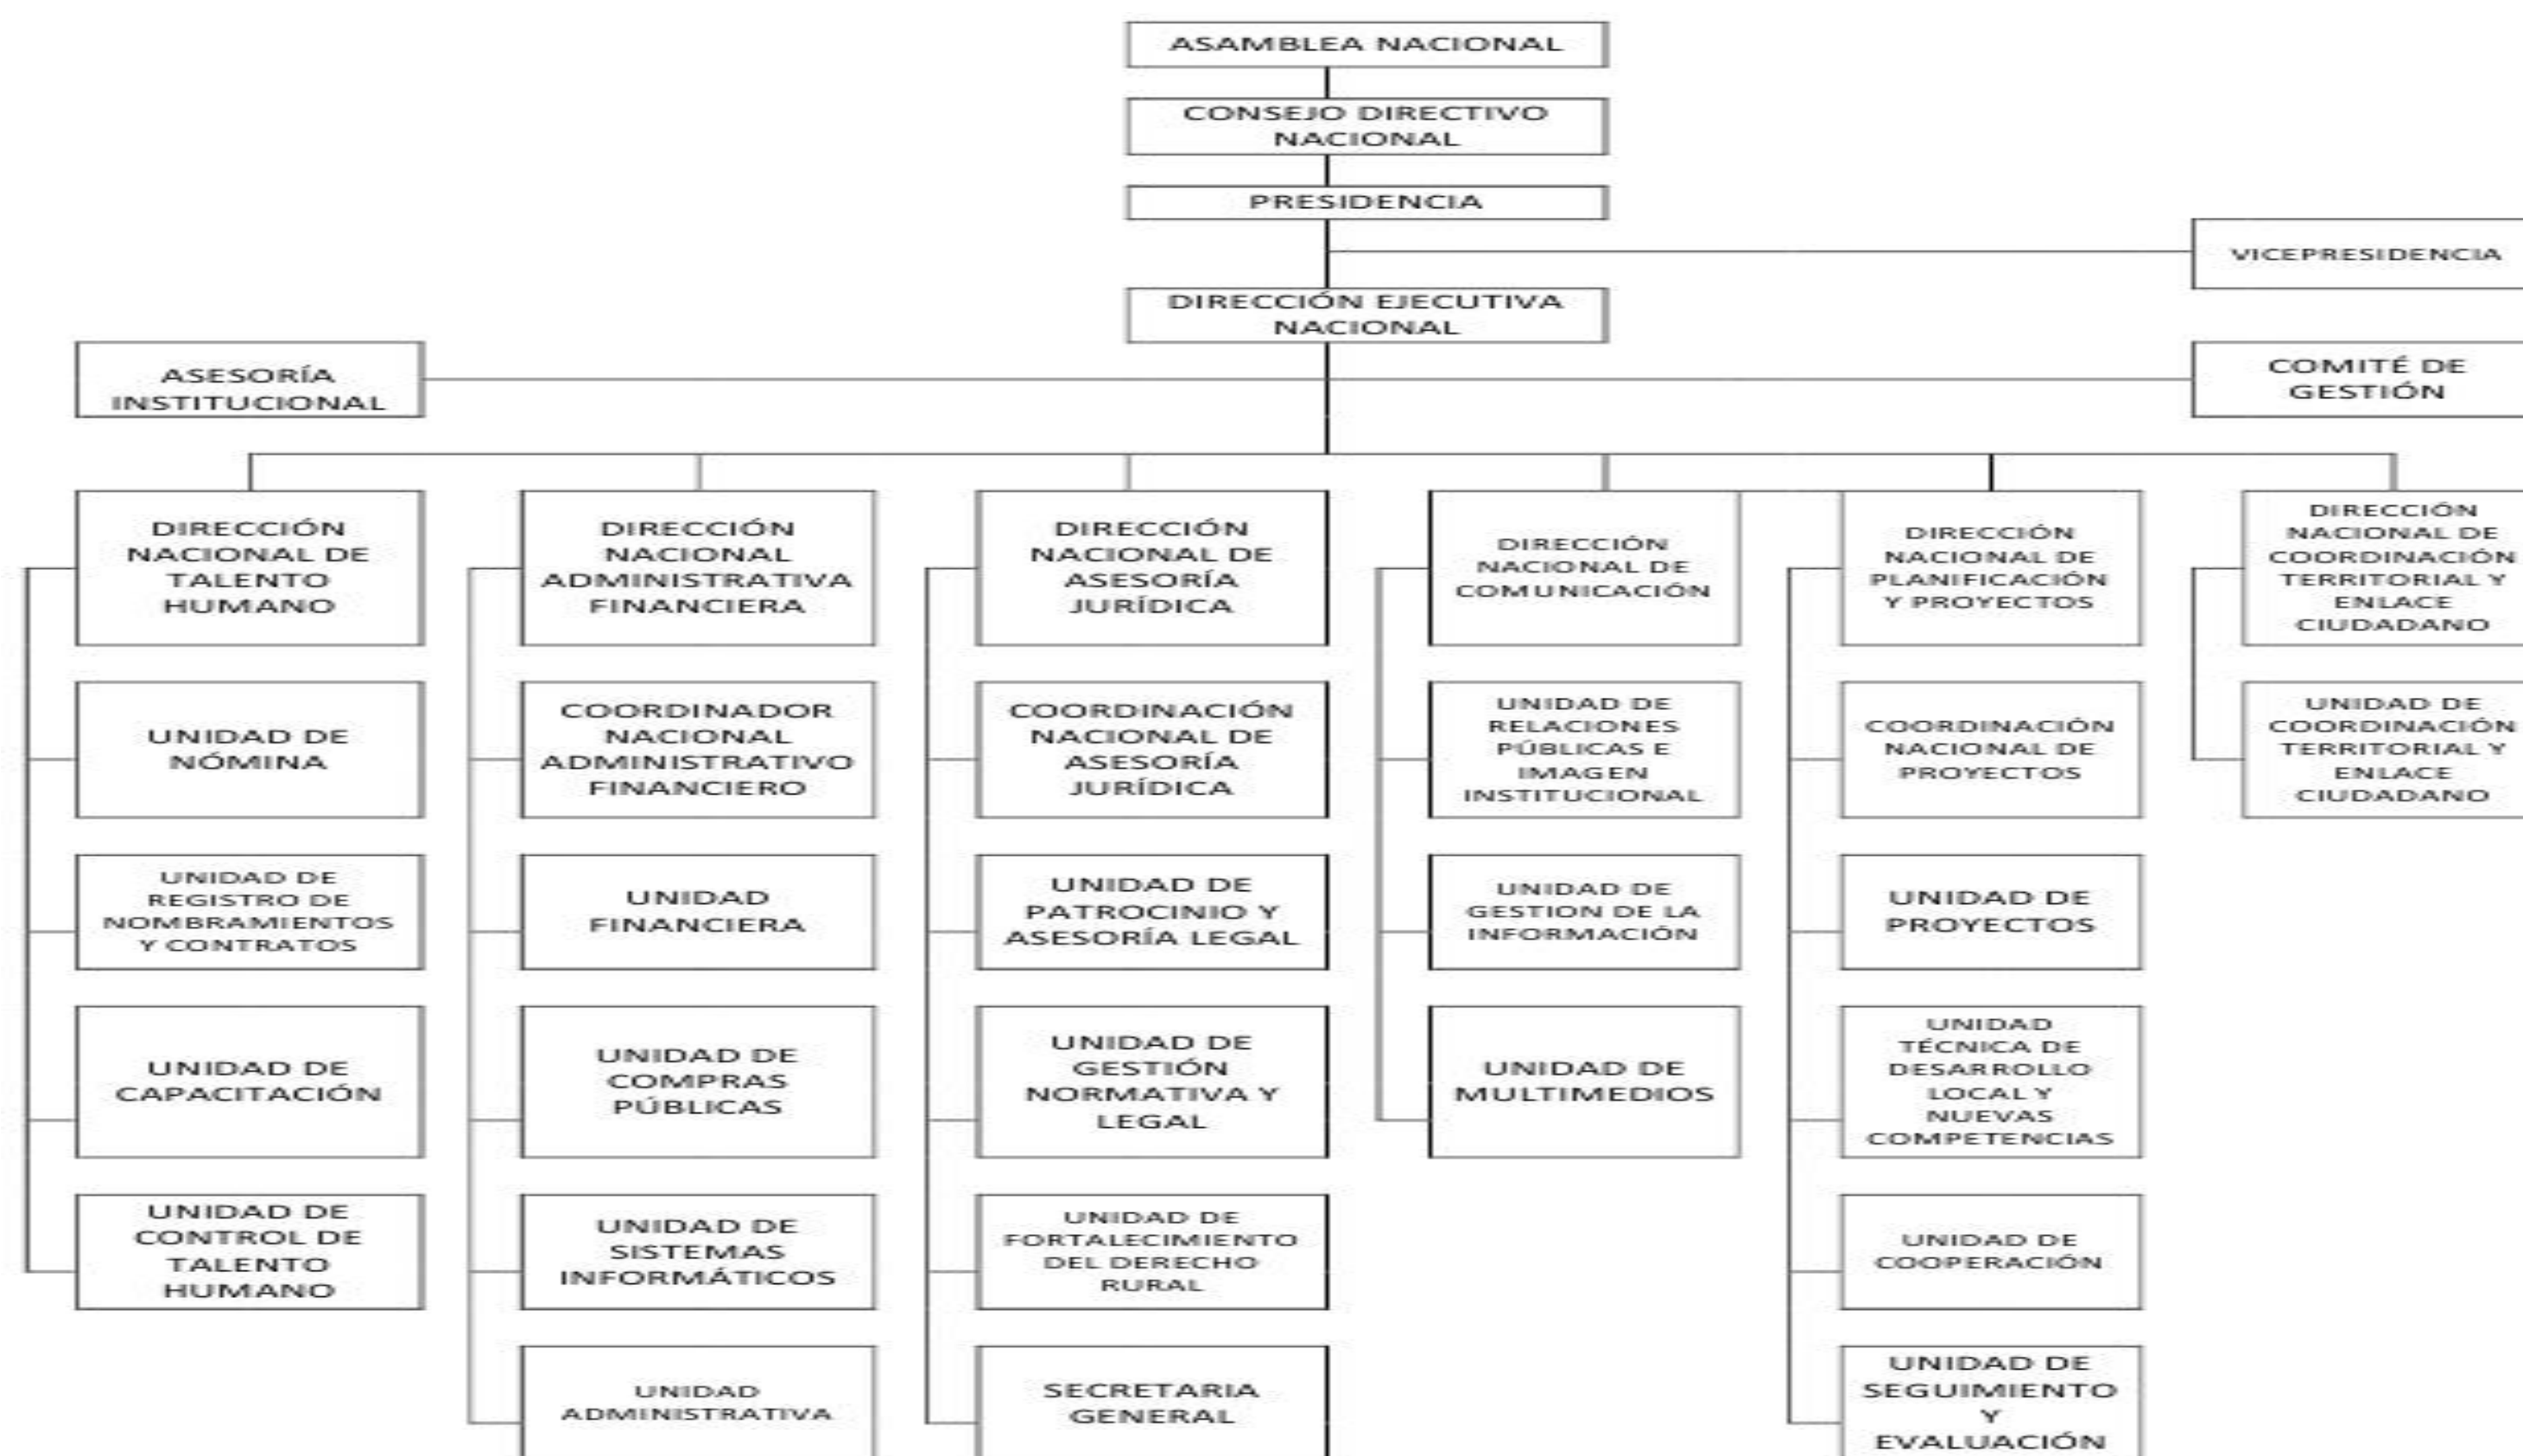 ASAMBLEA NACIONAL
CONSEJO DIRECTIVO
NACIONAL
PRESIDENCIA
VICEPRESIDENCIA
DIRECCIÓN EJECUTIVA
NACIONAL
ASESORÍA
INSTITUCIONAL
COMITÉ DE
GESTIÓN
DIRECCIÓN
NACIONAL DE
TALENTO
HUMANO
DIRECCIÓN
NACIONAL
ADMINISTRATIVA
FINANCIERA
DIRECCIÓN
NACIONAL DE
ASESORÍA
JURÍDICA
DIRECCIÓN
NACIONAL DE
COMUNICACIÓN
DIRECCIÓN
NACIONAL DE
PLANIFICACIÓN
Y PROYECTOS
DIRECCIÓN
NACIONAL DE
COORDINACIÓN
TERRITORIAL Y
ENLACE
CIUDADANO
UNIDAD DE
NÓMINA
COORDINADOR
NACIONAL
ADMINISTRATIVO
FINANCIERO
COORDINACIÓN
NACIONAL DE
ASESORÍA
JURÍDICA
UNIDAD DE
RELACIONES
PÚBLICAS E
IMAGEN
INSTITUCIONAL
COORDINACIÓN
NACIONAL DE
PROYECTOS
UNIDAD DE
COORDINACIÓN
TERRITORIAL Y
ENLACE
CIUDADANO
UNIDAD DE
REGISTRO DE
NOMBRAMIENTOS
Y CONTRATOS
UNIDAD
FINANCIERA
UNIDAD DE
PATROCINIO Y
ASESORÍA LEGAL
UNIDAD DE
GESTION DE LA
INFORMACIÓN
UNIDAD DE
PROYECTOS
UNIDAD DE
CAPACITACIÓN
UNIDAD DE
COMPRAS
PÚBLICAS
UNIDAD DE
GESTIÓN
NORMATIVA Y
LEGAL
UNIDAD DE
MULTIMEDIOS
UNIDAD
TÉCNICA DE
DESARROLLO
LOCAL Y
NUEVAS
COMPETENCIAS
UNIDAD DE
CONTROL DE
TALENTO
HUMANO
UNIDAD DE
SISTEMAS
INFORMÁTICOS
UNIDAD DE
FORTALECIMIENTO
DEL DERECHO
RURAL
UNIDAD DE
COOPERACIÓN
UNIDAD
ADMINISTRATIVA
SECRETARIA
GENERAL
UNIDAD DE
SEGUIMIENTO
Y
EVALUACIÓN